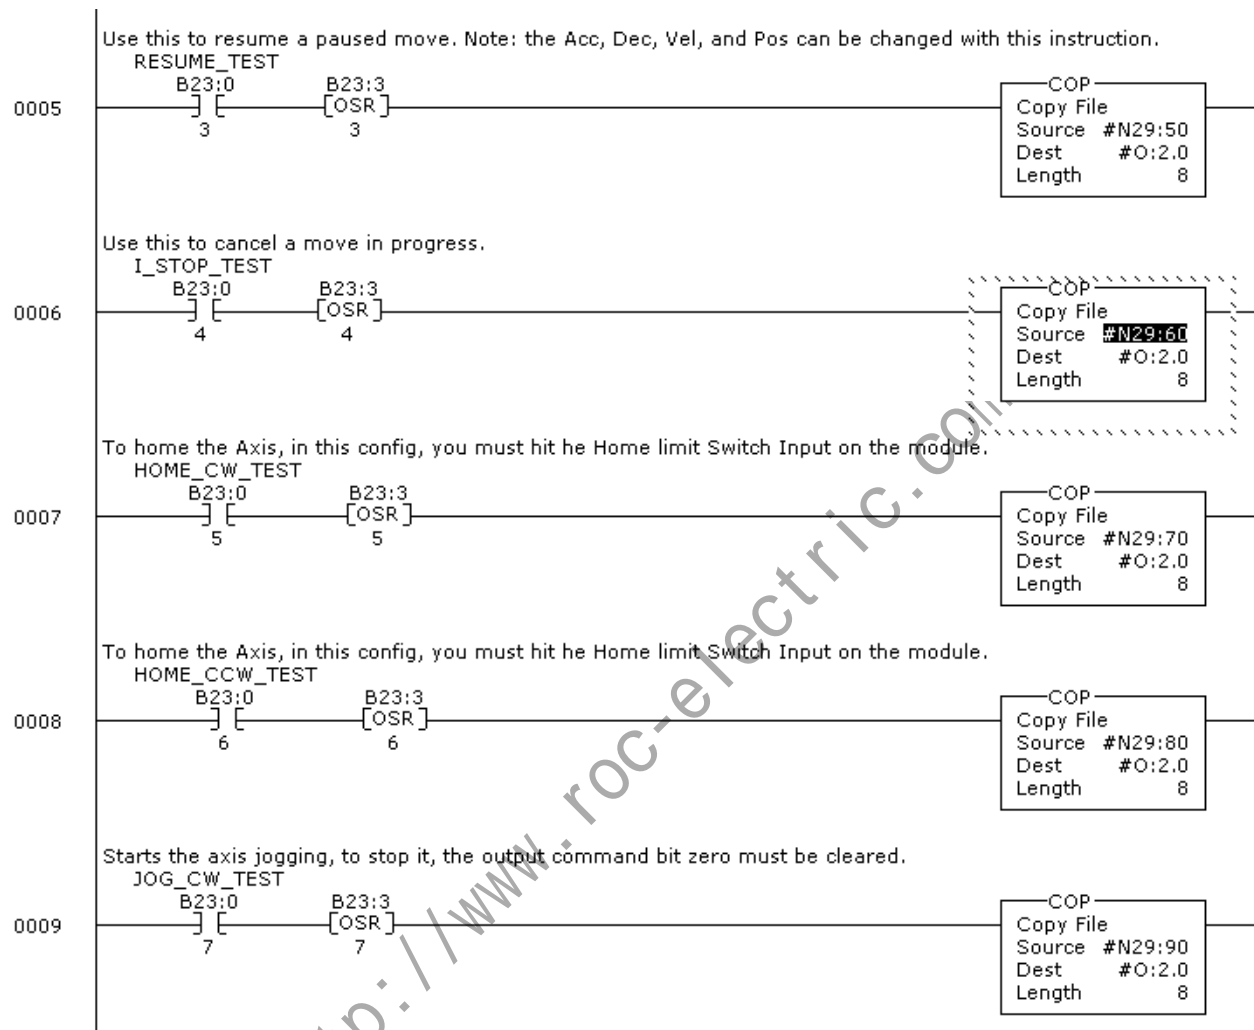 Use this to resume a paused move. Note: the Acc, Dec, Vel, and Pos can be changed with this instruction.
RESUME_TEST
B23:0 B23:3 COP
0005 ] [ [OSR] Copy File
3 3 Source #N29:50
Dest #O:2.0
Length 8
Use this to cancel a move in progress.
I_STOP_TEST
B23:0 B23:3 COP
0006 ] [ [OSR] Copy File
4 4 Source #N29:60
Dest #O:2.0
Length 8
To home the Axis, in this config, you must hit he Home limit Switch Input on the module.
HOME_CW_TEST
B23:0 B23:3 COP
0007 ] [ [OSR] Copy File
5 5 Source #N29:70
Dest #O:2.0
Length 8
To home the Axis, in this config, you must hit he Home limit Switch Input on the module.
HOME_CCW_TEST
B23:0 B23:3 COP
0008 ] [ [OSR] Copy File
6 6 Source #N29:80
Dest #O:2.0
Length 8
Starts the axis jogging, to stop it, the output command bit zero must be cleared.
JOG_CW_TEST
B23:0 B23:3 COP
0009 ] [ [OSR] Copy File
7 7 Source #N29:90
Dest #O:2.0
Length 8
p://www.roc-electric.com